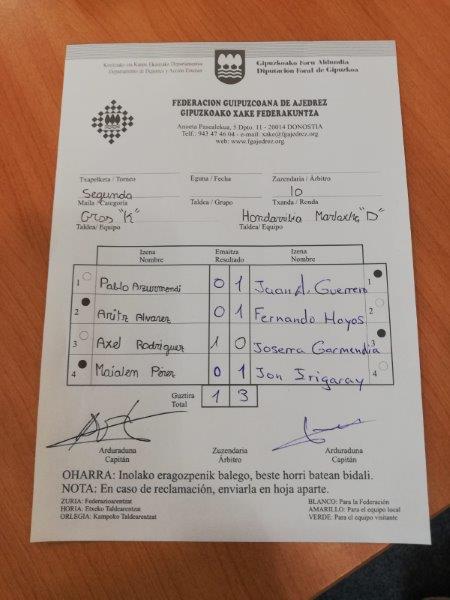 Kirol eta Kanpo Ekintzako Departamentua
Departamento de Deportes y Acción Exterior
Gipuzkoako Foru Aldundia
Diputación Foral de Gipuzkoa
FEDERACION GUIPUZCOANA DE AJEDREZ
GIPUZKOAKO XAKE FEDERAKUNTZA
Anoeta Pasealekua, 5 Dpto. 11 - 20014 DONOSTIA
Telf.: 943 47 46 04 - e-mail: xake@fgajedrez.org
web: www.fgajedrez.org
Txapelketa / Torneo Eguna / Fecha Zuzendaria / Árbitro
Segunda 10
Maila / Categoría Taldea / Grupo Txanda / Ronda
Gros "K" Hondarribia "D"
Taldea / Equipo Taldea / Equipo
Izena Emaitza Izena
Nombre Resultado Nombre
1 Pablo Arzurmendi 0 1 Juan A. Guerrero 1
2 Aritz Alvarez 0 1 Fernando Hoyos 2
3 Axel Rodriguez 1 0 Joserra Garmendia 3
4 Maialen Pérez 0 1 Jon Irigaray 4
Guztira
Total 1 3
Arduraduna Zuzendaria Arduraduna
Capitán Árbitro Capitán
OHARRA: Inolako eragozpenik balego, beste horri batean bidali.
NOTA: En caso de reclamación, enviarla en hoja aparte.
ZURIA: Federazioarentzat BLANCO: Para la Federación
HORIA: Etxeko Taldearentzat AMARILLO: Para el equipo local
ORLEGIA: Kanpoko Taldearentzat VERDE: Para el equipo visitante